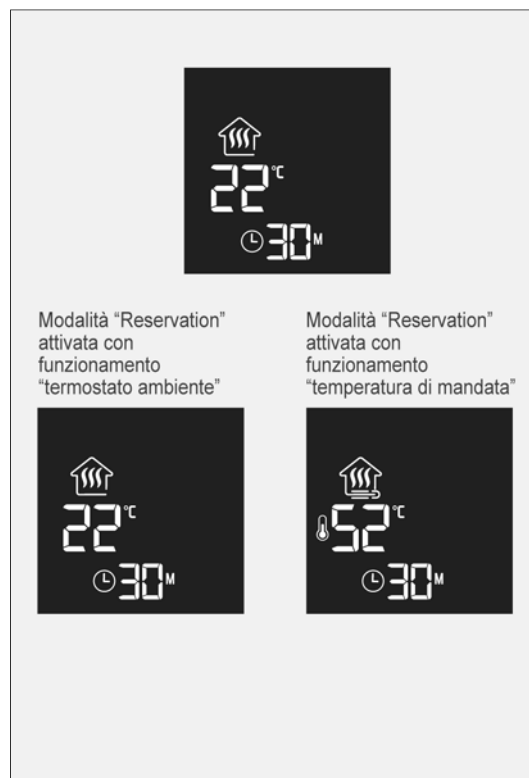 22°C
30M
Modalità “Reservation”
attivata con
funzionamento
“termostato ambiente”
22°C
30M
Modalità “Reservation”
attivata con
funzionamento
“temperatura di mandata”
52°C
30M